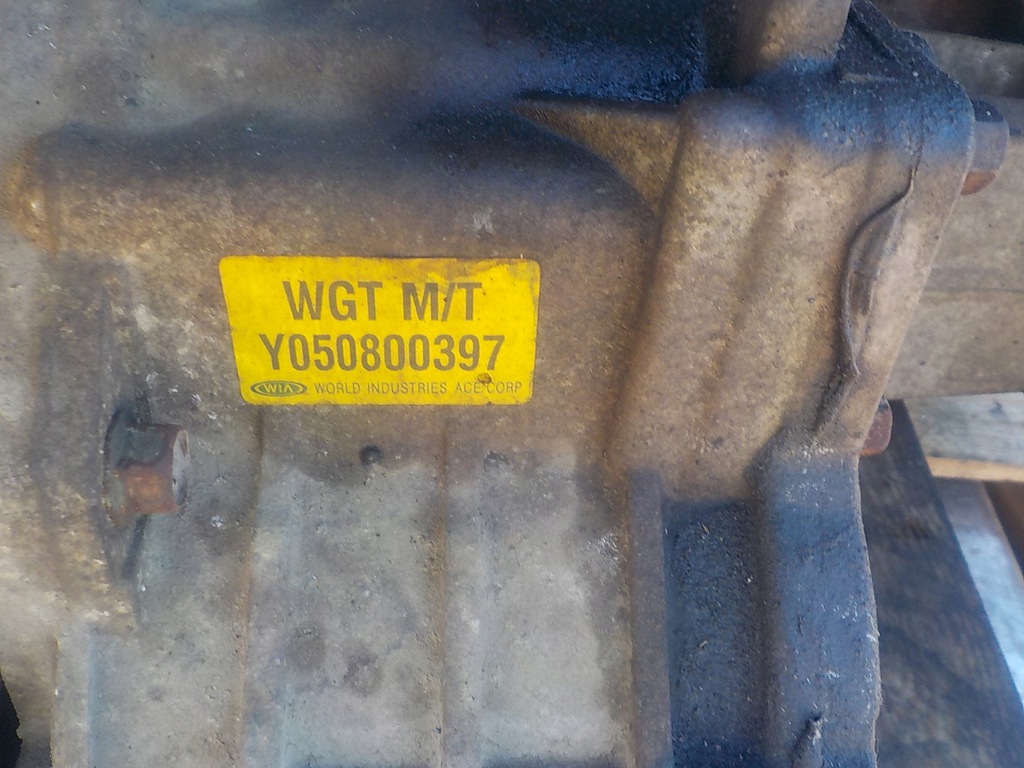 WGT M/T
Y050800397
WIA WORLD INDUSTRIES ACE CORP